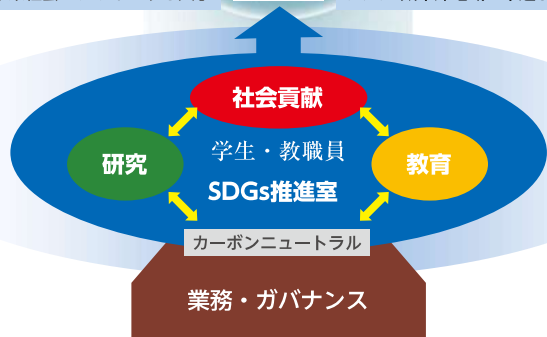 社会貢献
研究
学生・教職員
教育
SDGs推進室
カーボンニュートラル
業務・ガバナンス